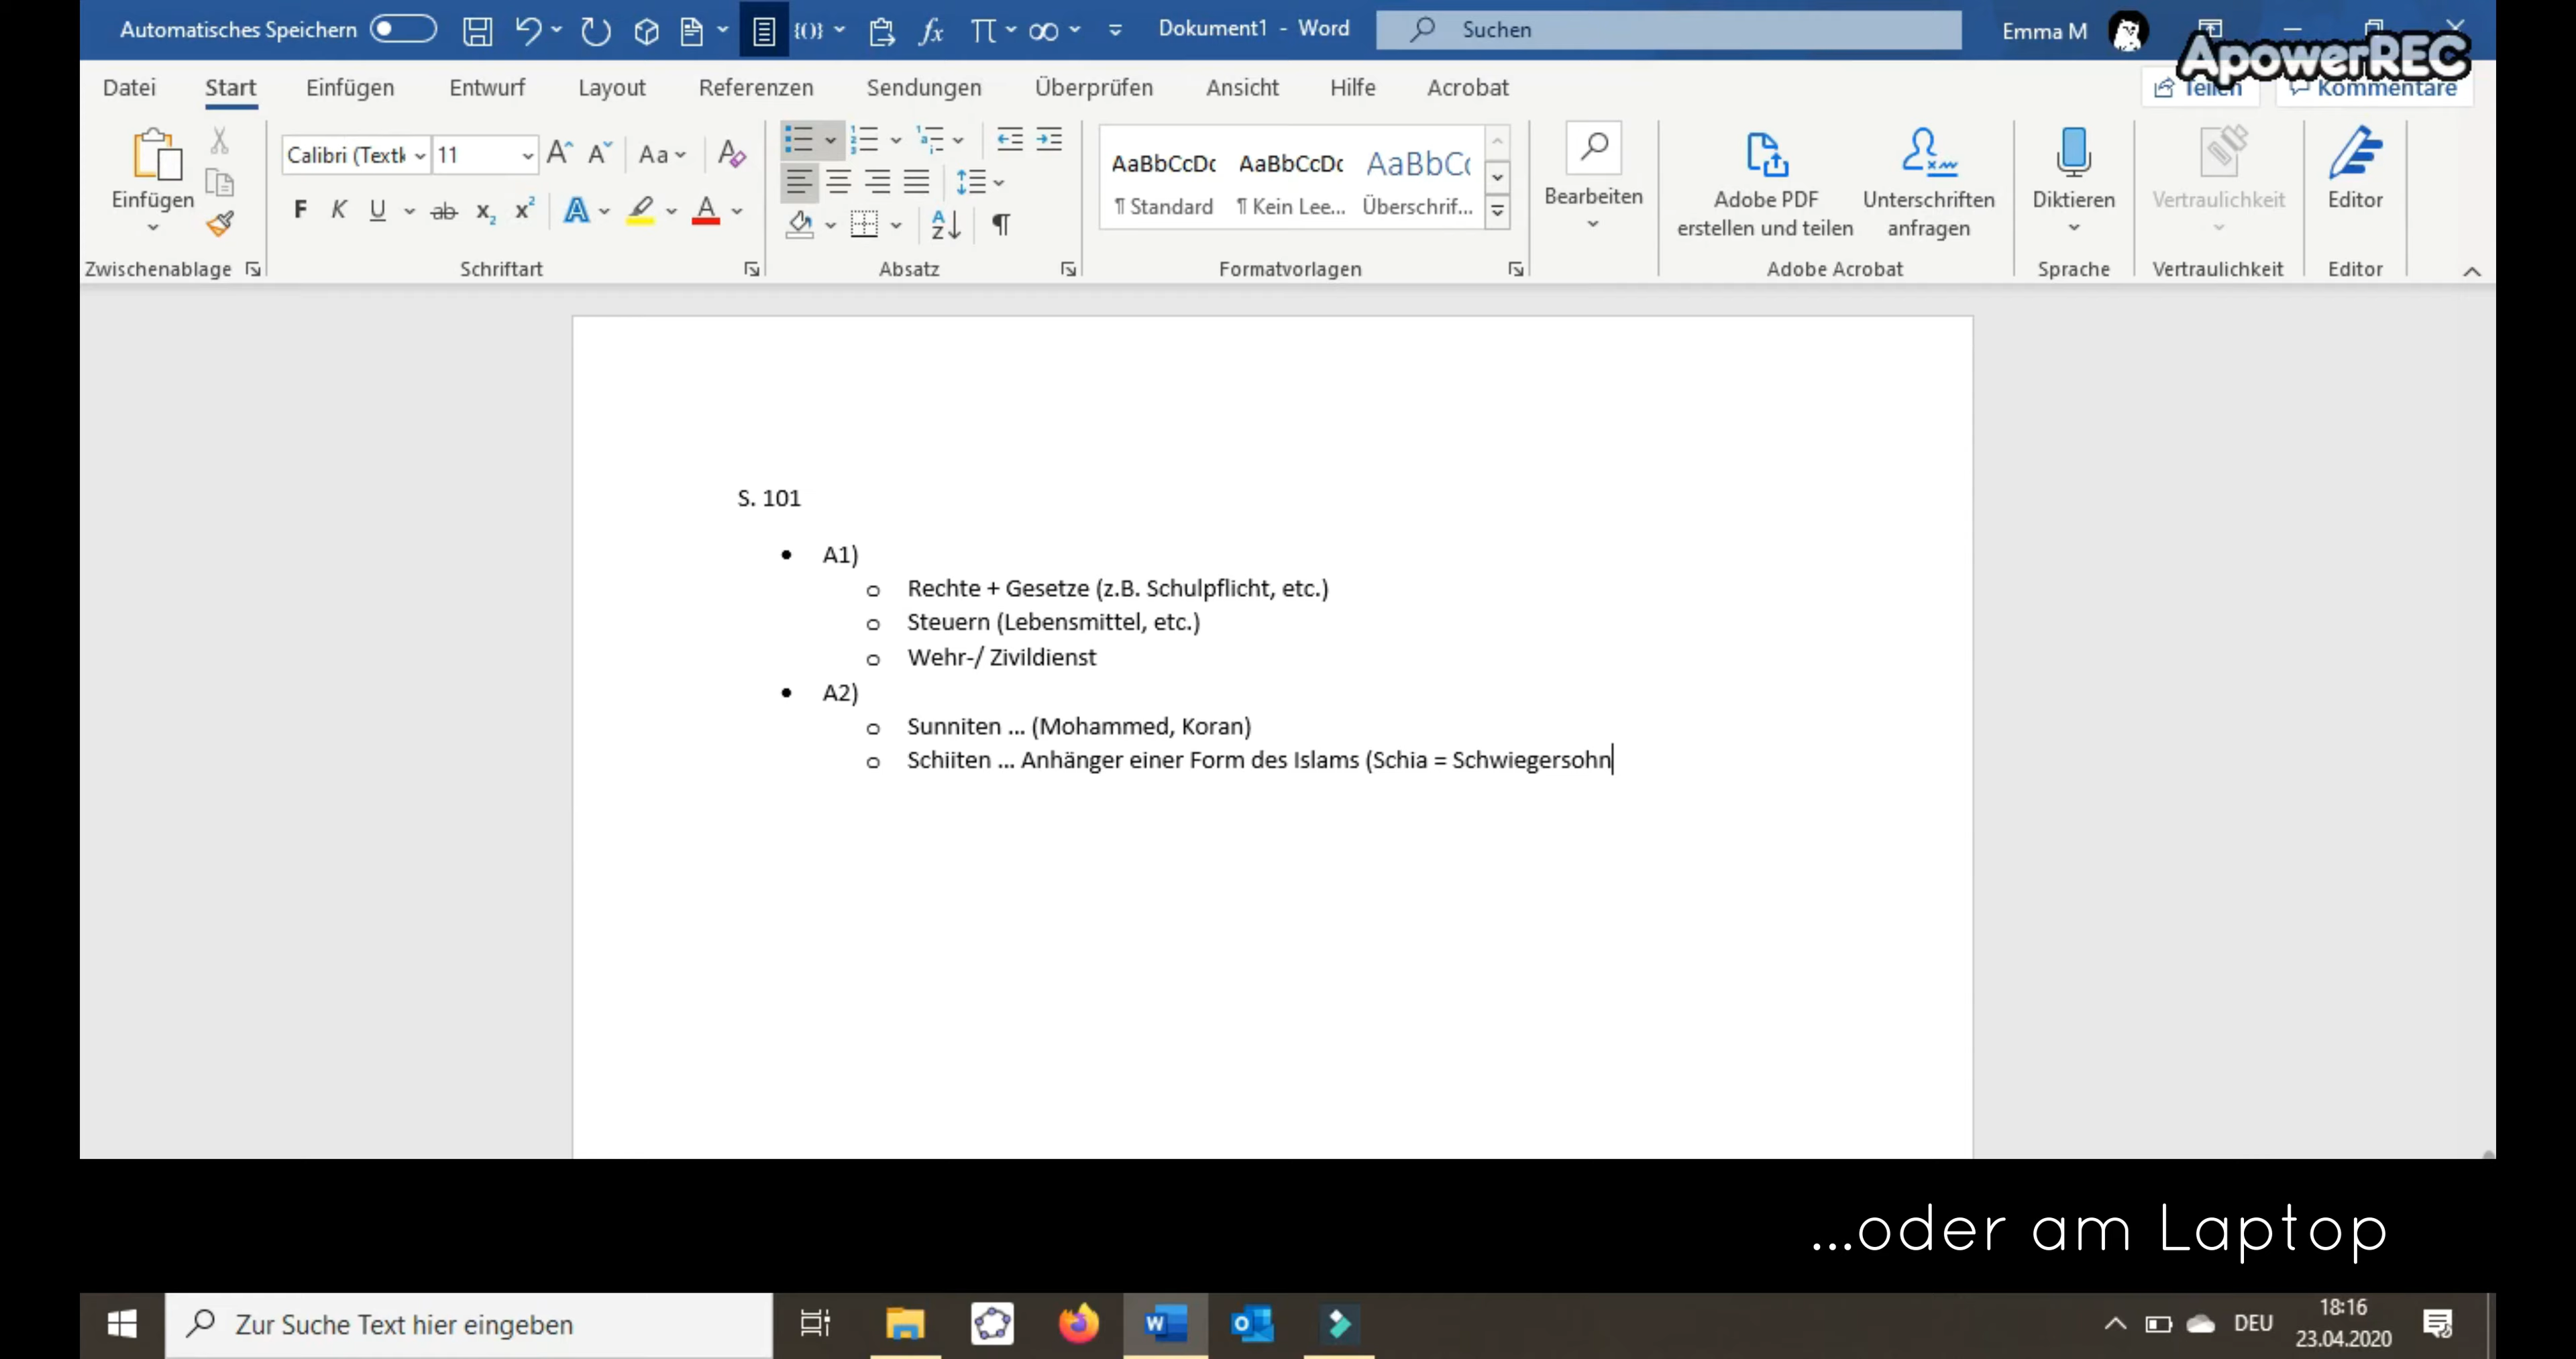 Automatisches Speichern Dokument1 - Word Suchen Emma M
ApowerREC
Datei Start Einfügen Entwurf Layout Referenzen Sendungen Überprüfen Ansicht Hilfe Acrobat Teilen Kommentare
Calibri (Textk 11 Aa
Einfügen
F K U ab x₂ x² A A
AaBbCcDc AaBbCcDc AaBbC(
¶ Standard ¶ Kein Lee... Überschrif...
Bearbeiten
Adobe PDF erstellen und teilen
Unterschriften anfragen
Diktieren
Vertraulichkeit
Editor
Zwischenablage Schriftart Absatz Formatvorlagen Adobe Acrobat Sprache Vertraulichkeit Editor
S. 101
• A1)
o Rechte + Gesetze (z.B. Schulpflicht, etc.)
o Steuern (Lebensmittel, etc.)
o Wehr-/ Zivildienst
• A2)
o Sunniten ... (Mohammed, Koran)
o Schiiten ... Anhänger einer Form des Islams (Schia = Schwiegersohn
...oder am Laptop
Zur Suche Text hier eingeben
DEU
18:16
23.04.2020